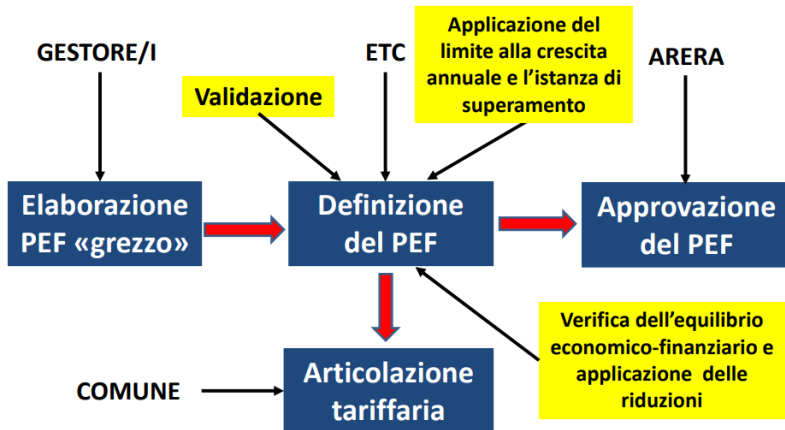 GESTORE/I
ETC
Applicazione del
limite alla crescita
annuale e l'istanza di
superamento
ARERA
Validazione
Elaborazione
PEF «grezzo»
Definizione
del PEF
Approvazione
del PEF
Verifica dell'equilibrio
economico-finanziario e
applicazione delle
riduzioni
COMUNE
Articolazione
tariffaria